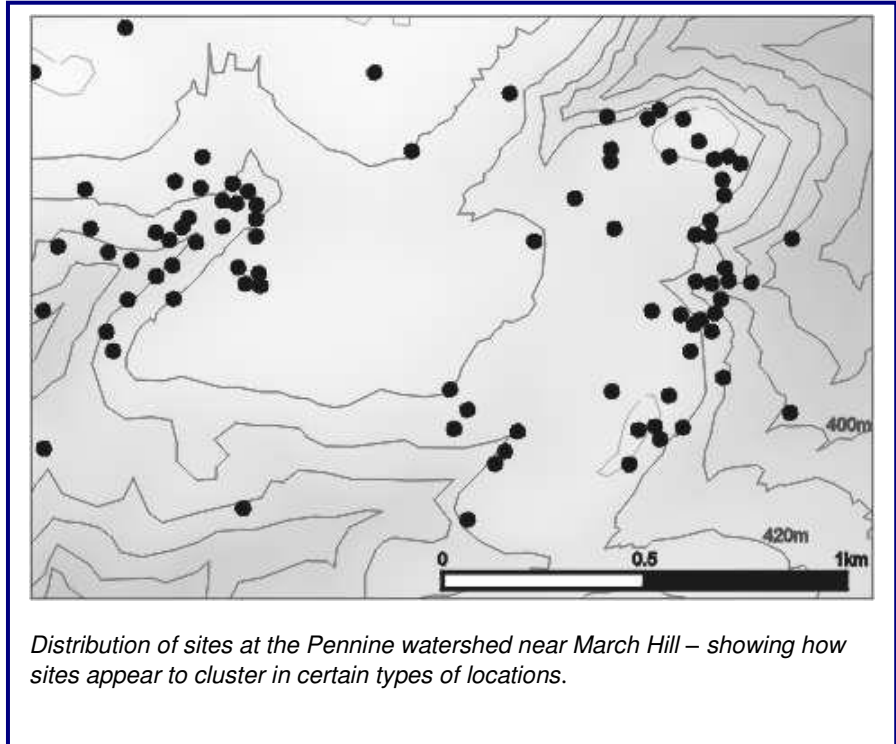 400m
420m
0 0.5 1km
Distribution of sites at the Pennine watershed near March Hill – showing how
sites appear to cluster in certain types of locations.